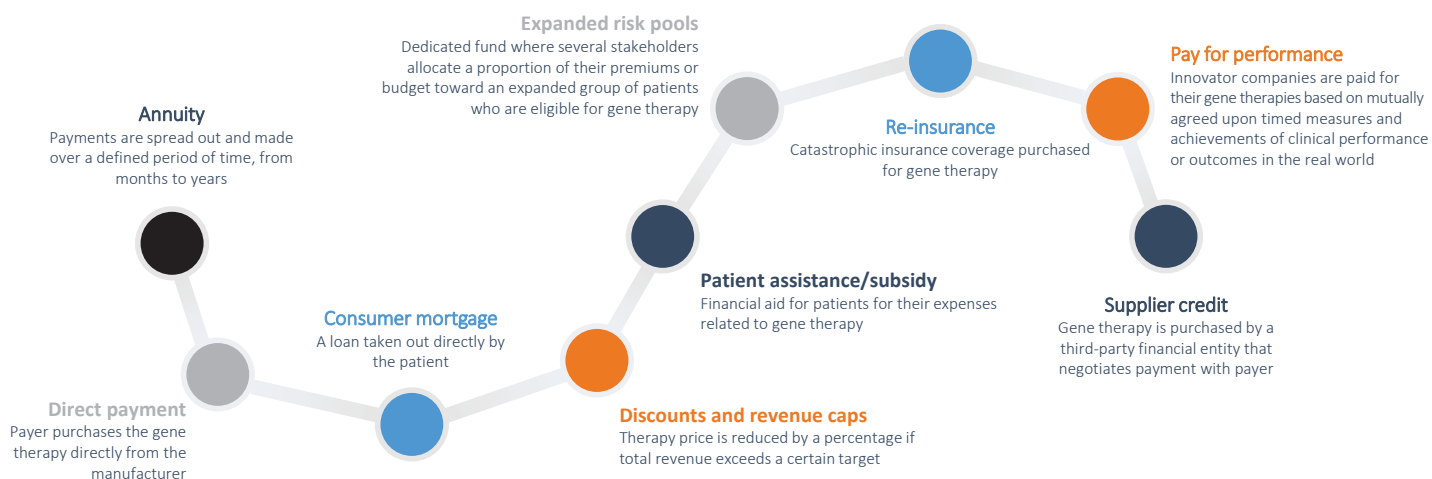 Annuity
Payments are spread out and made
over a defined period of time, from
months to years
Direct payment
Payer purchases the gene
therapy directly from the
manufacturer
Consumer mortgage
A loan taken out directly by
the patient
Discounts and revenue caps
Therapy price is reduced by a percentage if
total revenue exceeds a certain target
Patient assistance/subsidy
Financial aid for patients for their expenses
related to gene therapy
Expanded risk pools
Dedicated fund where several stakeholders
allocate a proportion of their premiums or
budget toward an expanded group of patients
who are eligible for gene therapy
Re-insurance
Catastrophic insurance coverage purchased
for gene therapy
Pay for performance
Innovator companies are paid for
their gene therapies based on mutually
agreed upon timed measures and
achievements of clinical performance
or outcomes in the real world
Supplier credit
Gene therapy is purchased by a
third-party financial entity that
negotiates payment with payer